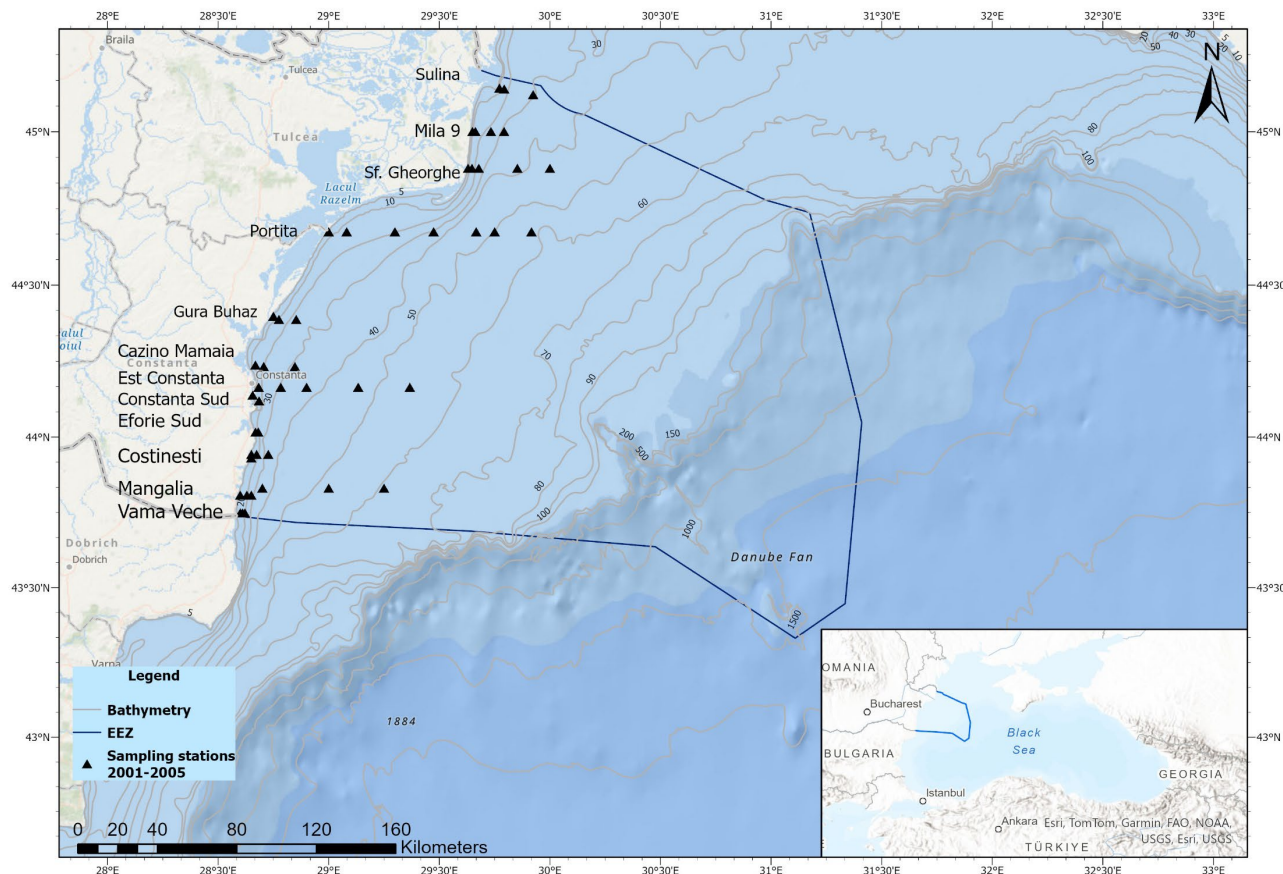 28°E
28°30'E
29°E
29°30'E
30°E
30°30'E
31°E
31°30'E
32°E
32°30'E
33°E
Braila
Tulcea
Tulcea
Sulina
Mila 9
Sf. Gheorghe
Lacul
Razelm
Portita
Gura Buhaz
Cazino Mamaia
Constanta
Est Constanta
Constanta
Constanta Sud
Eforie Sud
Costinesti
Mangalia
Vama Veche
Dobrich
Dobrich
Varna
45°N
44°30'N
44°N
43°30'N
43°N
45°N
44°30'N
44°N
43°30'N
43°N
N
30
20
30
40
50
5
10
80
100
5
10
60
50
40
70
90
30
200
150
500
80
100
1000
20
5
1500
Danube Fan
1884
Legend
Bathymetry
EEZ
Sampling stations
2001-2005
0 20 40 80 120 160
Kilometers
OMANIA
Bucharest
BULGARIA
Black
Sea
GEORGIA
Istanbul
Ankara
TÜRKIYE
Esri, TomTom, Garmin, FAO, NOAA,
USGS, Esri, USGS
28°E
28°30'E
29°E
29°30'E
30°E
30°30'E
31°E
31°30'E
32°E
32°30'E
33°E